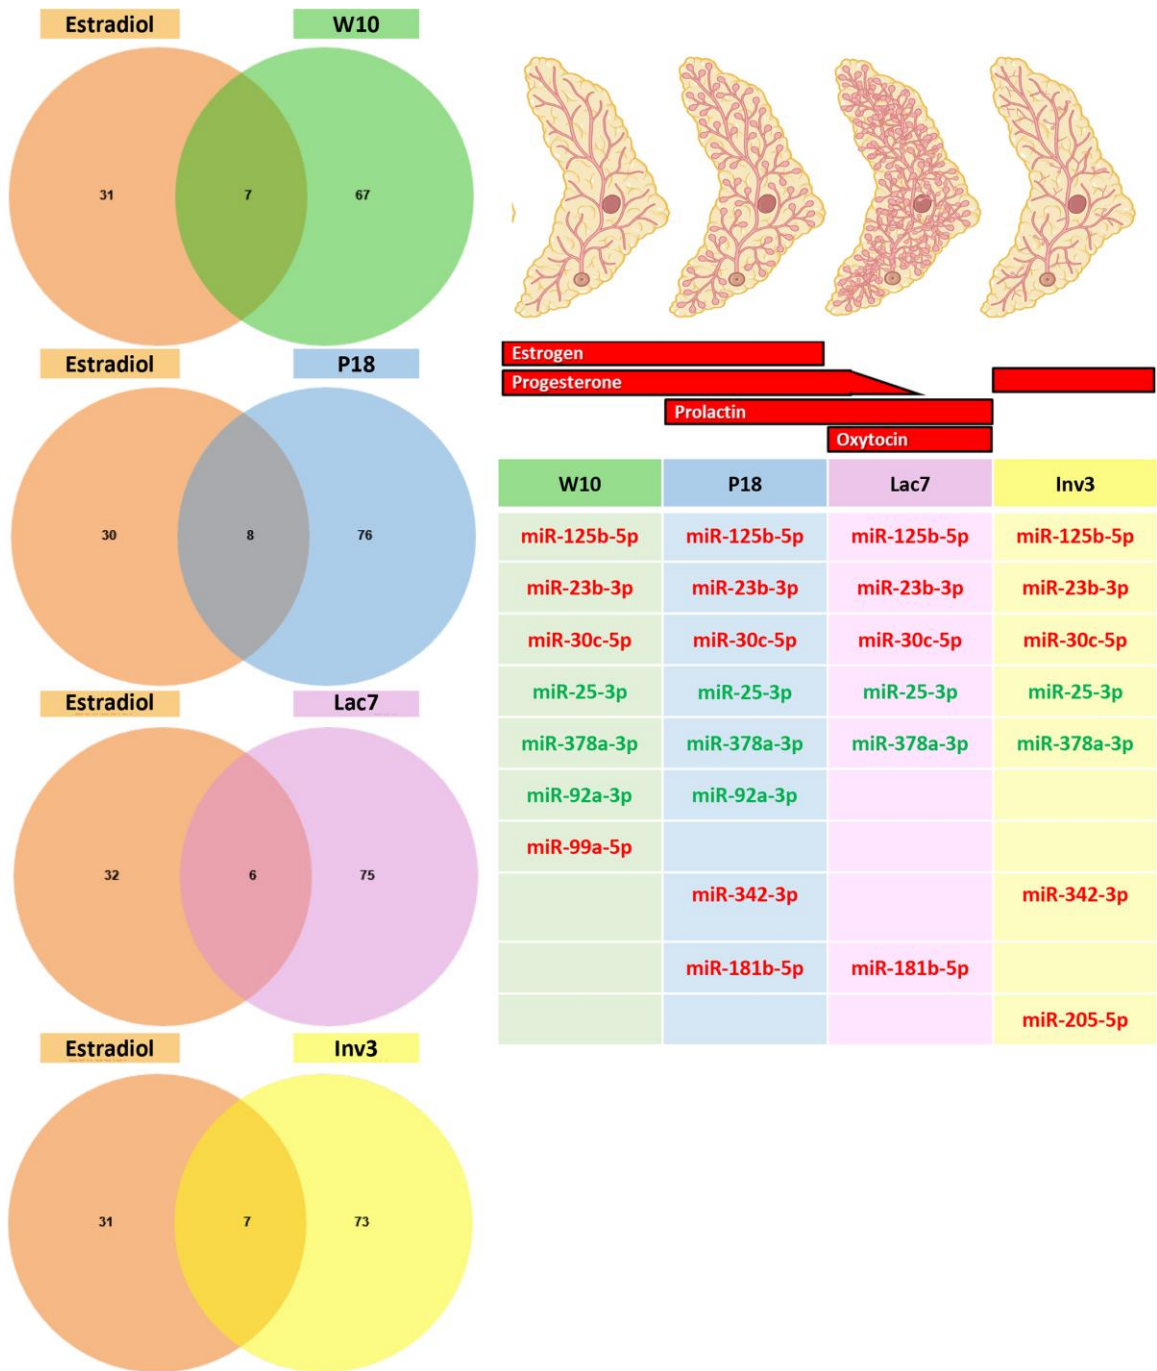 Estradiol W10
31 7 67
Estradiol P18
30 8 76
Estradiol Lac7
32 6 75
Estradiol Inv3
31 7 73
Estrogen
Progesterone
Prolactin
Oxytocin
W10 P18 Lac7 Inv3
miR-125b-5p miR-125b-5p miR-125b-5p miR-125b-5p
miR-23b-3p miR-23b-3p miR-23b-3p miR-23b-3p
miR-30c-5p miR-30c-5p miR-30c-5p miR-30c-5p
miR-25-3p miR-25-3p miR-25-3p miR-25-3p
miR-378a-3p miR-378a-3p miR-378a-3p miR-378a-3p
miR-92a-3p miR-92a-3p
miR-99a-5p
miR-342-3p miR-342-3p
miR-181b-5p miR-181b-5p
miR-205-5p